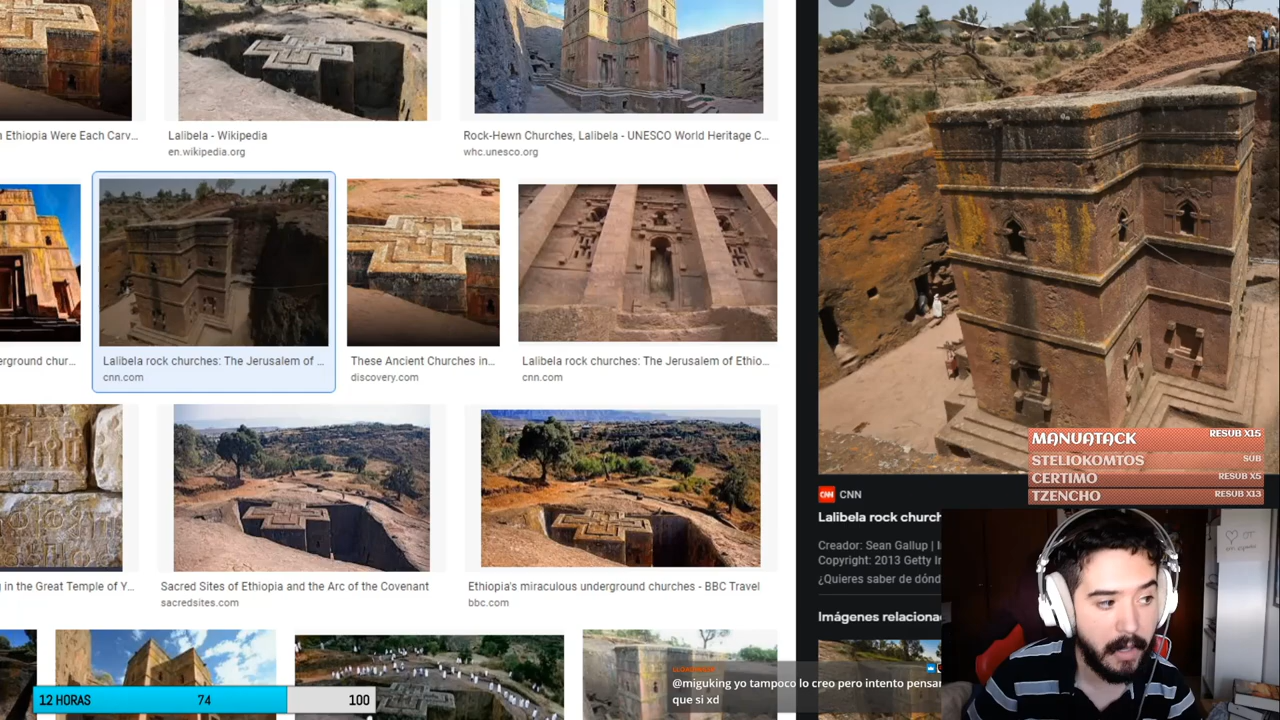 n Ethiopia Were Each Carv...
Lalibela - Wikipedia
en.wikipedia.org
Rock-Hewn Churches, Lalibela - UNESCO World Heritage C...
whc.unesco.org
erground chur...
Lalibela rock churches: The Jerusalem of ...
cnn.com
These Ancient Churches in...
discovery.com
Lalibela rock churches: The Jerusalem of Ethio...
cnn.com
MANUATACK RESUB X15
STELIOKOMTOS SUB
CERTIMO RESUB X5
TZENCHO RESUB X13
CNN CNN
Lalibela rock church
Creador: Sean Gallup | I
Copyright: 2013 Getty I
¿Quieres saber de dónd
Imágenes relaciona
g in the Great Temple of Y...
Sacred Sites of Ethiopia and the Arc of the Covenant
sacredsites.com
Ethiopia's miraculous underground churches - BBC Travel
bbc.com
@miguking yo tampoco lo creo pero intento pensar
que si xd
12 HORAS 74 100